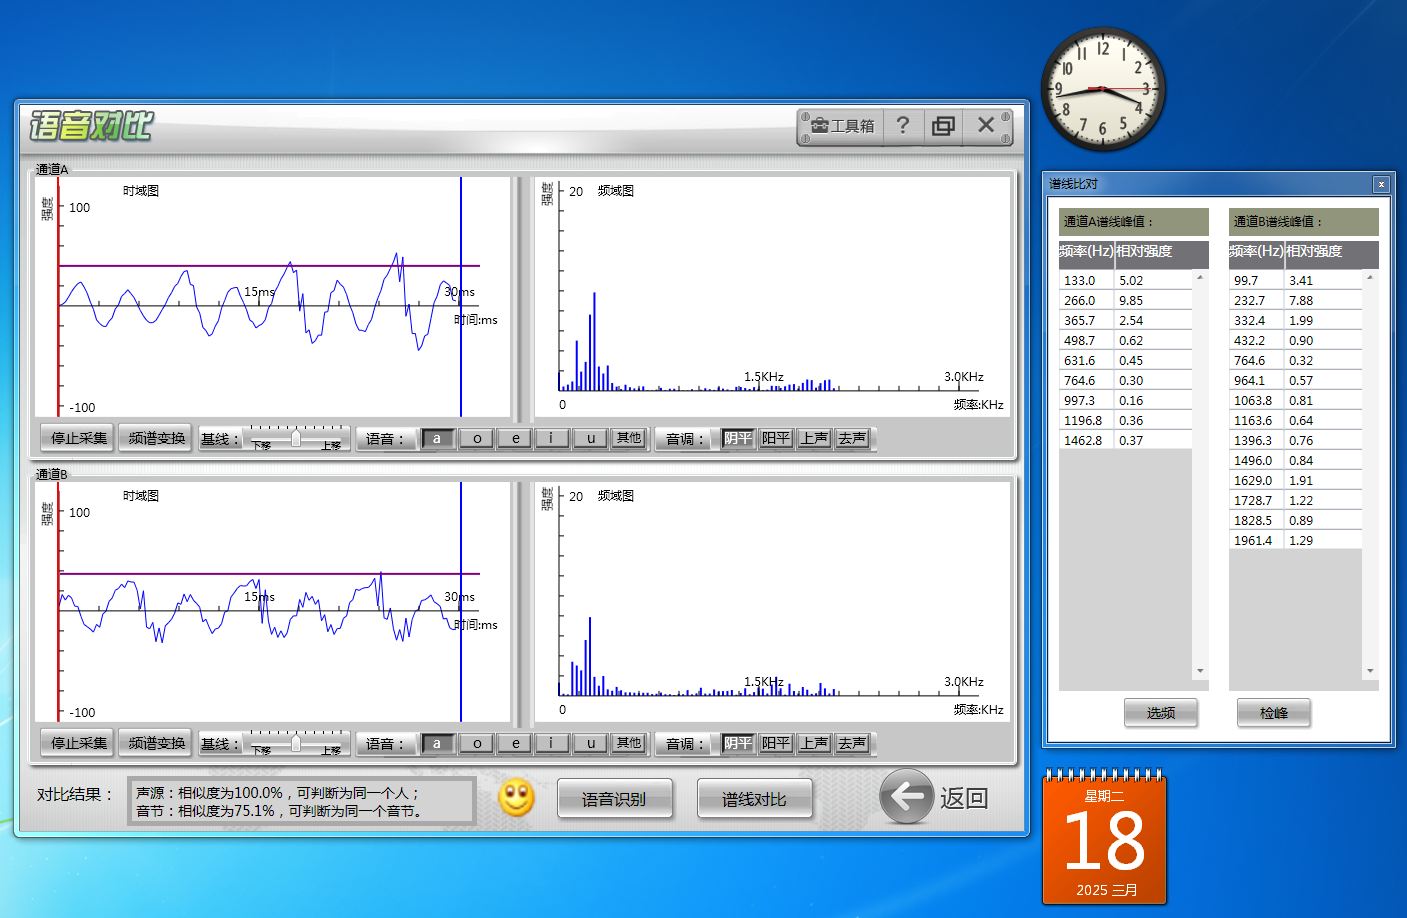 12
11
1
10
2
9
3
8
4
7
5
6
语音对比
工具箱
?
通道A
时域图
强度
100
15ms
30ms
时间:ms
-100
强度
20
频域图
1.5KHz
3.0KHz
0
频率:KHz
停止采集
频谱变换
基线：
下移
上移
语音：
a
o
e
i
u
其他
音调：
阴平
阳平
上声
去声
通道B
时域图
强度
100
15ms
30ms
时间:ms
-100
强度
20
频域图
1.5KHz
3.0KHz
0
频率:KHz
停止采集
频谱变换
基线：
下移
上移
语音：
a
o
e
i
u
其他
音调：
阴平
阳平
上声
去声
对比结果：
声源：相似度为100.0%，可判断为同一个人；
音节：相似度为75.1%，可判断为同一个音节。
语音识别
谱线对比
返回
谱线比对
x
通道A谱线峰值：
频率(Hz) 相对强度
133.0 5.02
266.0 9.85
365.7 2.54
498.7 0.62
631.6 0.45
764.6 0.30
997.3 0.16
1196.8 0.36
1462.8 0.37
通道B谱线峰值：
频率(Hz) 相对强度
99.7 3.41
232.7 7.88
332.4 1.99
432.2 0.90
764.6 0.32
964.1 0.57
1063.8 0.81
1163.6 0.64
1396.3 0.76
1496.0 0.84
1629.0 1.91
1728.7 1.22
1828.5 0.89
1961.4 1.29
选频
检峰
星期二
18
2025 三月